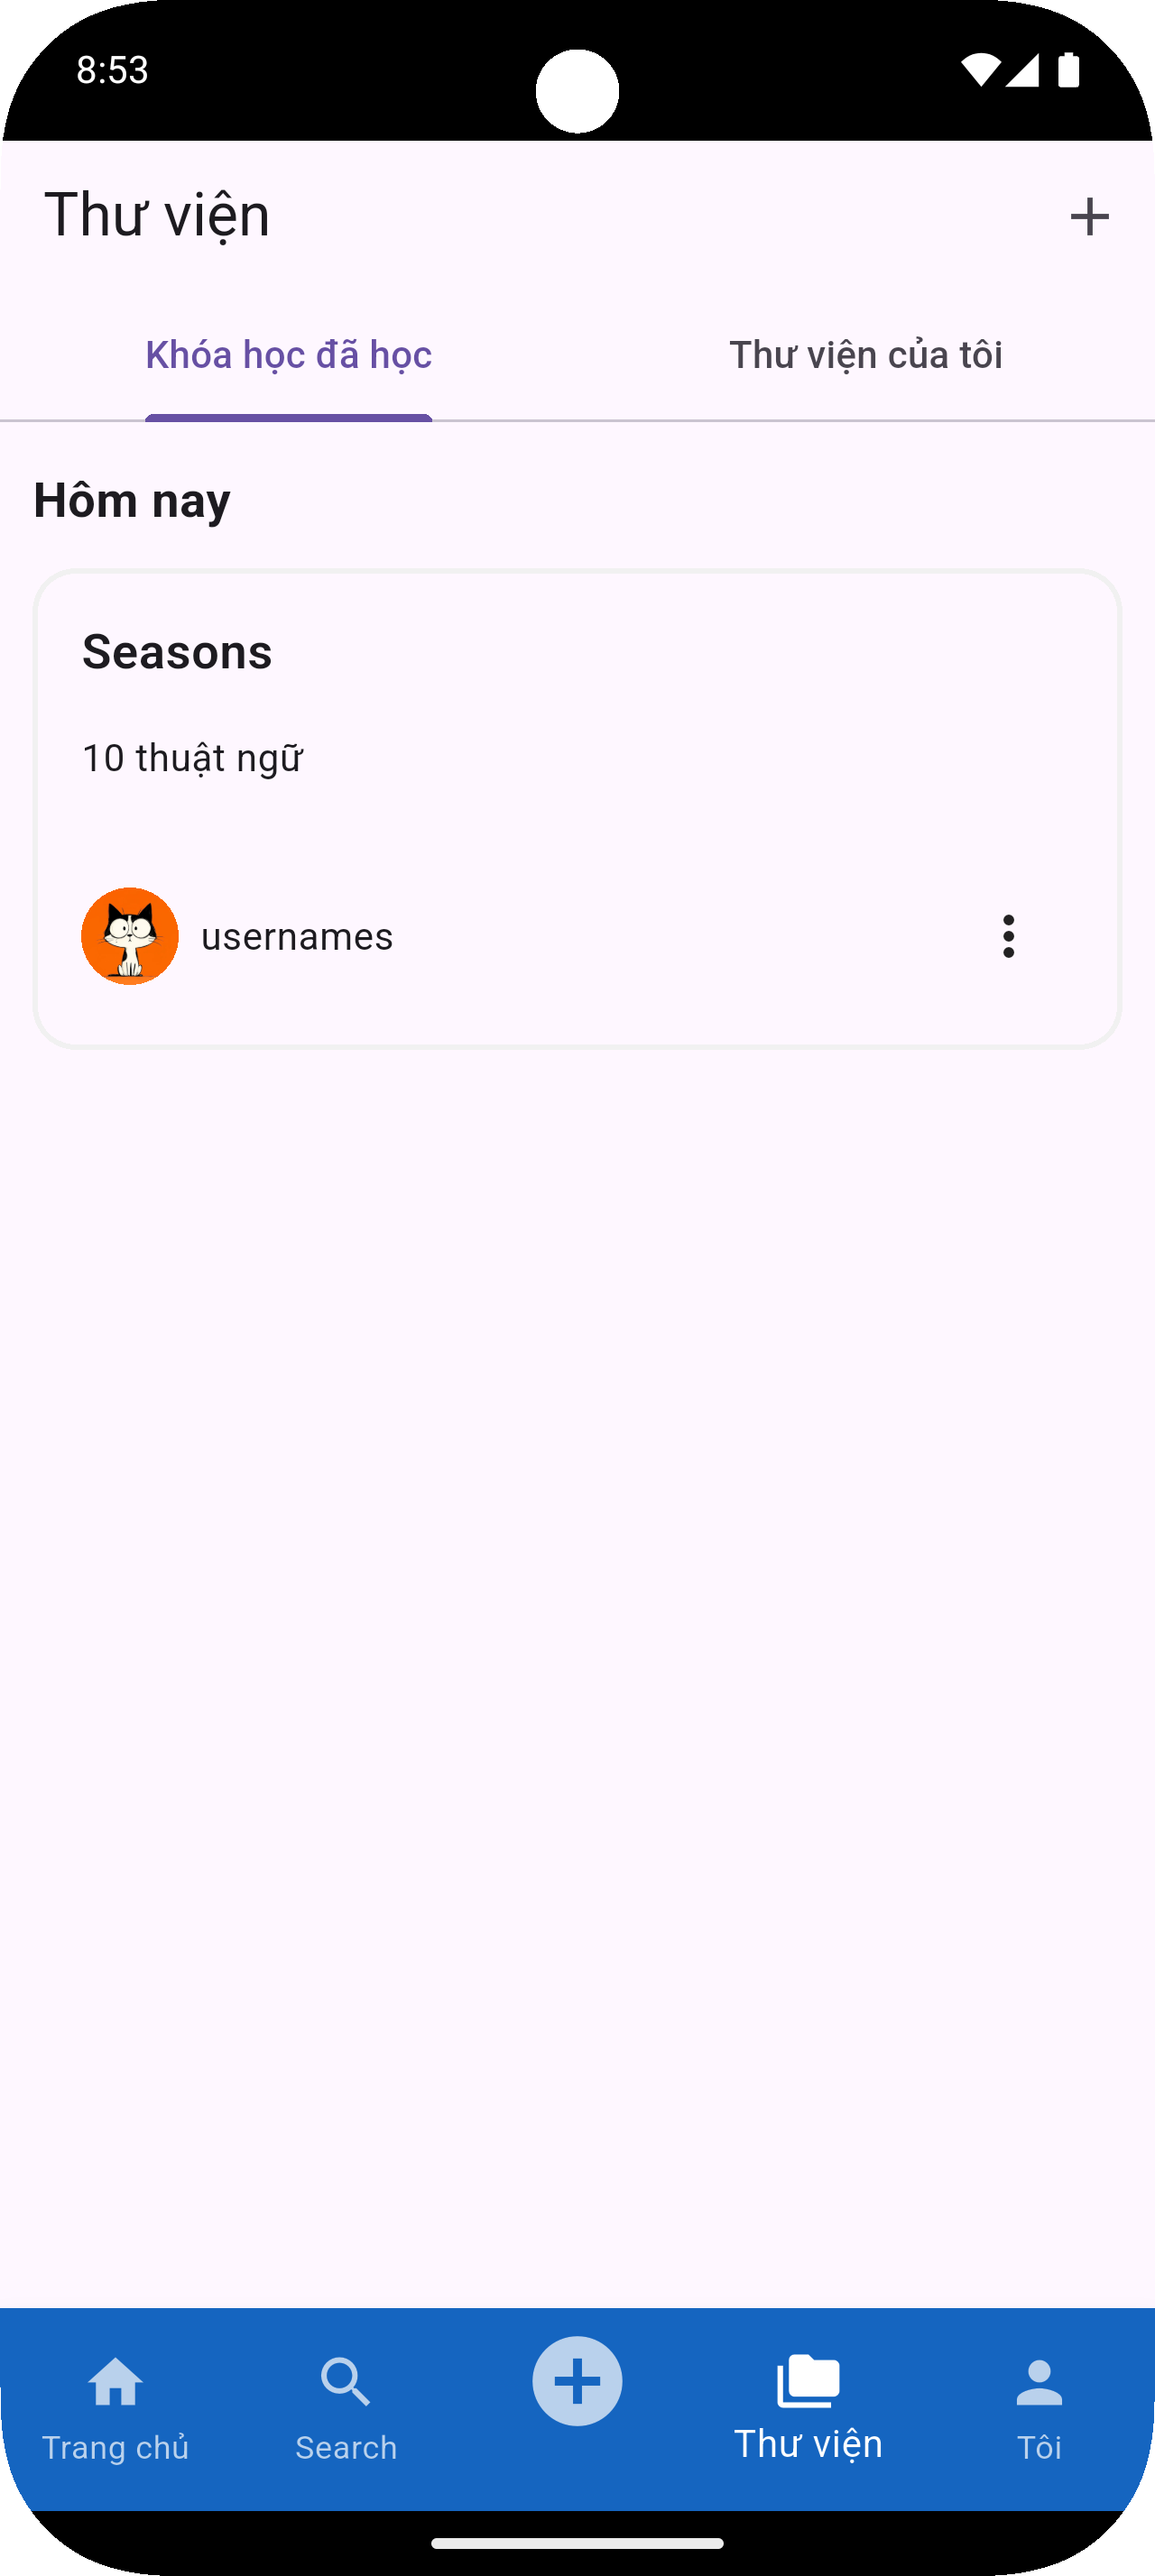 8:53
Thư viện
Khóa học đã học
Thư viện của tôi
Hôm nay
Seasons
10 thuật ngữ
usernames
Trang chủ
Search
Thư viện
Tôi